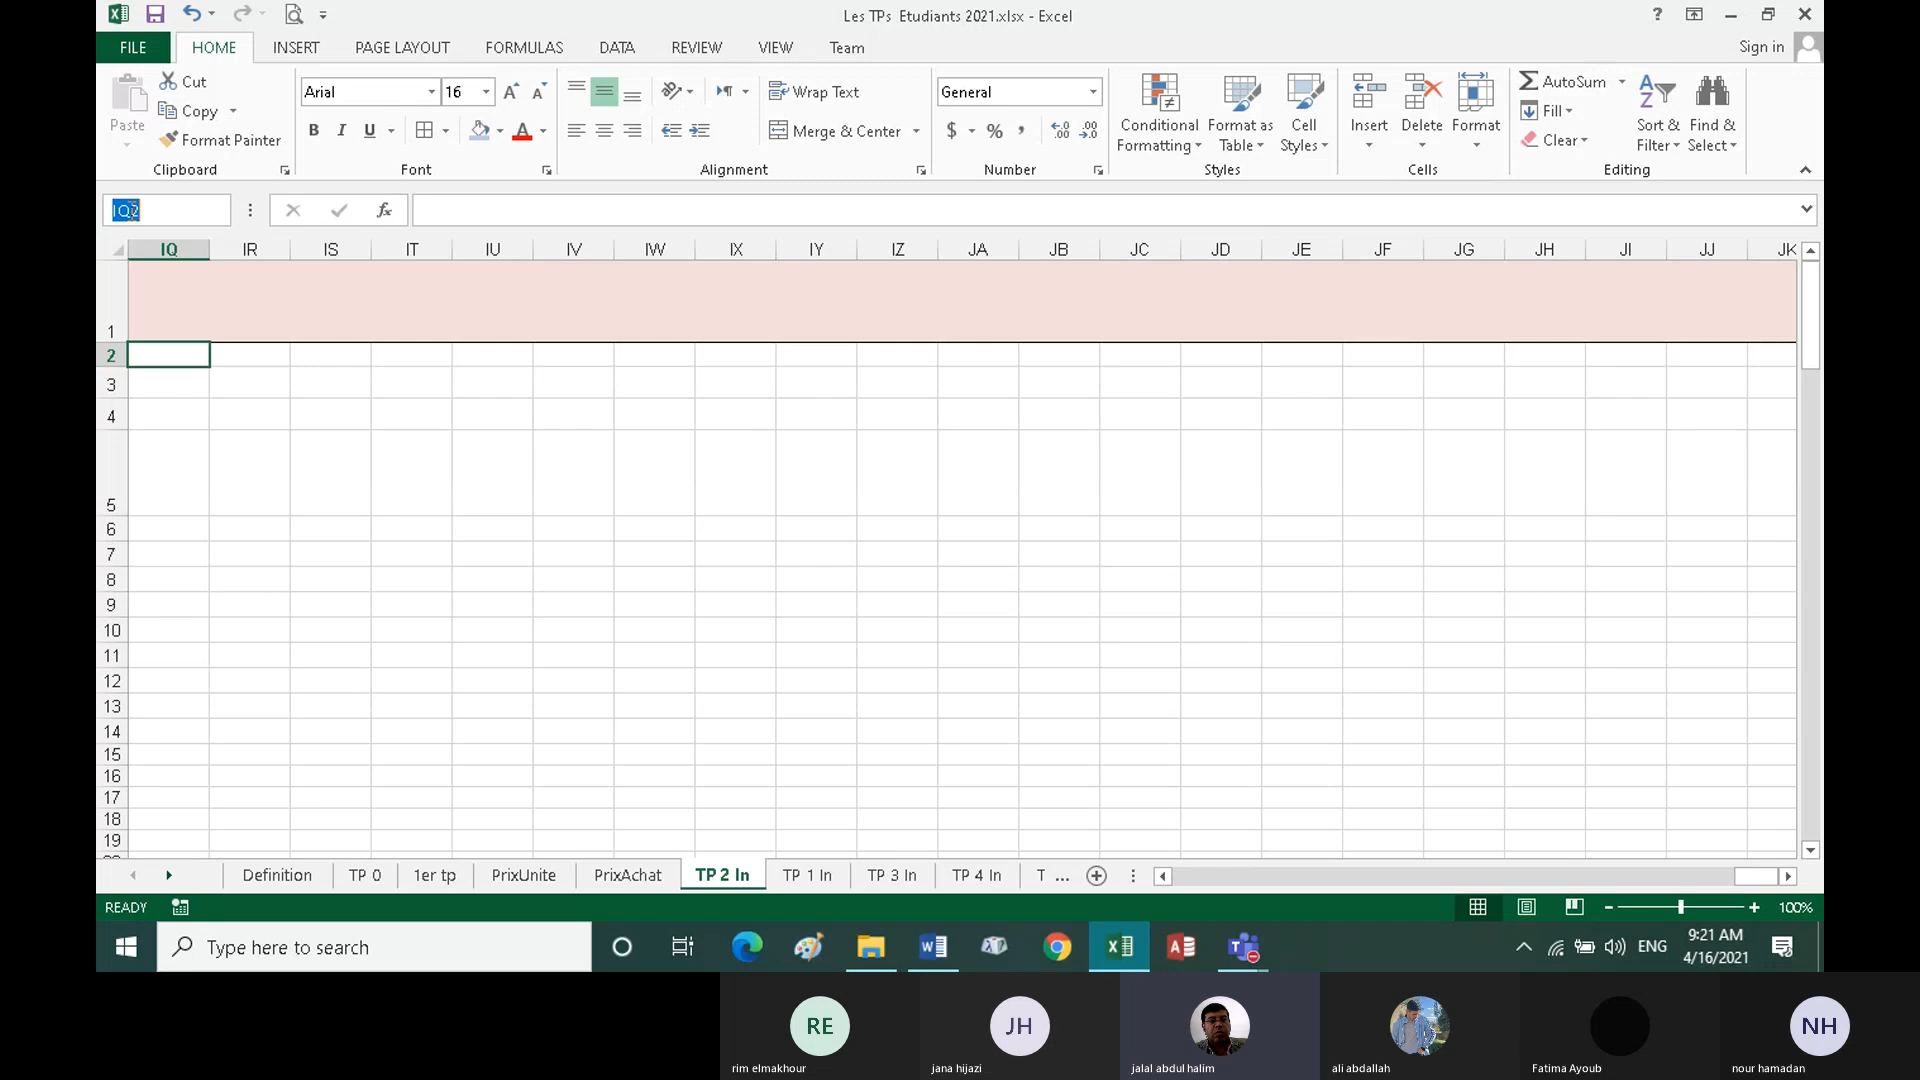 Les TPs Etudiants 2021.xlsx - Excel
?
FILE HOME INSERT PAGE LAYOUT FORMULAS DATA REVIEW VIEW Team Sign in
Paste
Cut
Copy
Format Painter
Clipboard
Arial 16
B I U A
Font
Wrap Text
Merge & Center
Alignment
General
$ % ,
Number
Conditional Formatting
Format as Table
Cell Styles
Styles
Insert Delete Format
Cells
AutoSum
Fill
Clear
Sort & Filter
Find & Select
Editing
IQ2
fx
IQ IR IS IT IU IV IW IX IY IZ JA JB JC JD JE JF JG JH JI JJ JK
1
2
3
4
5
6
7
8
9
10
11
12
13
14
15
16
17
18
19
Definition TP 0 1er tp PrixUnite PrixAchat TP 2 In TP 1 In TP 3 In TP 4 In T ...
READY 100%
Type here to search
ENG
9:21 AM
4/16/2021
RE JH NH
rim elmakhour jana hijazi jalal abdul halim ali abdallah Fatima Ayoub nour hamadan